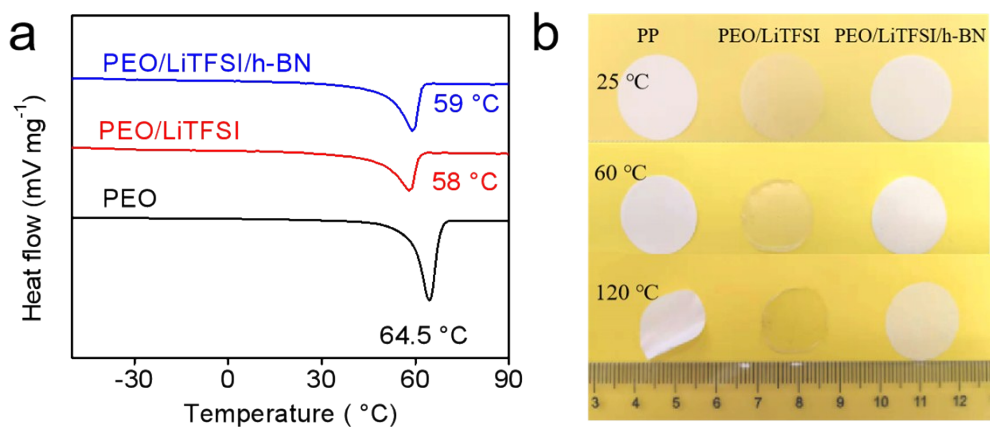 a
PEO/LiTFSI/h-BN
59 °C
PEO/LiTFSI
58 °C
PEO
64.5 °C
Heat flow (mV mg⁻¹)
-30 0 30 60 90
Temperature ( °C)
b
PP PEO/LiTFSI PEO/LiTFSI/h-BN
25 ℃
60 ℃
120 ℃
3 4 5 6 7 8 9 10 11 12